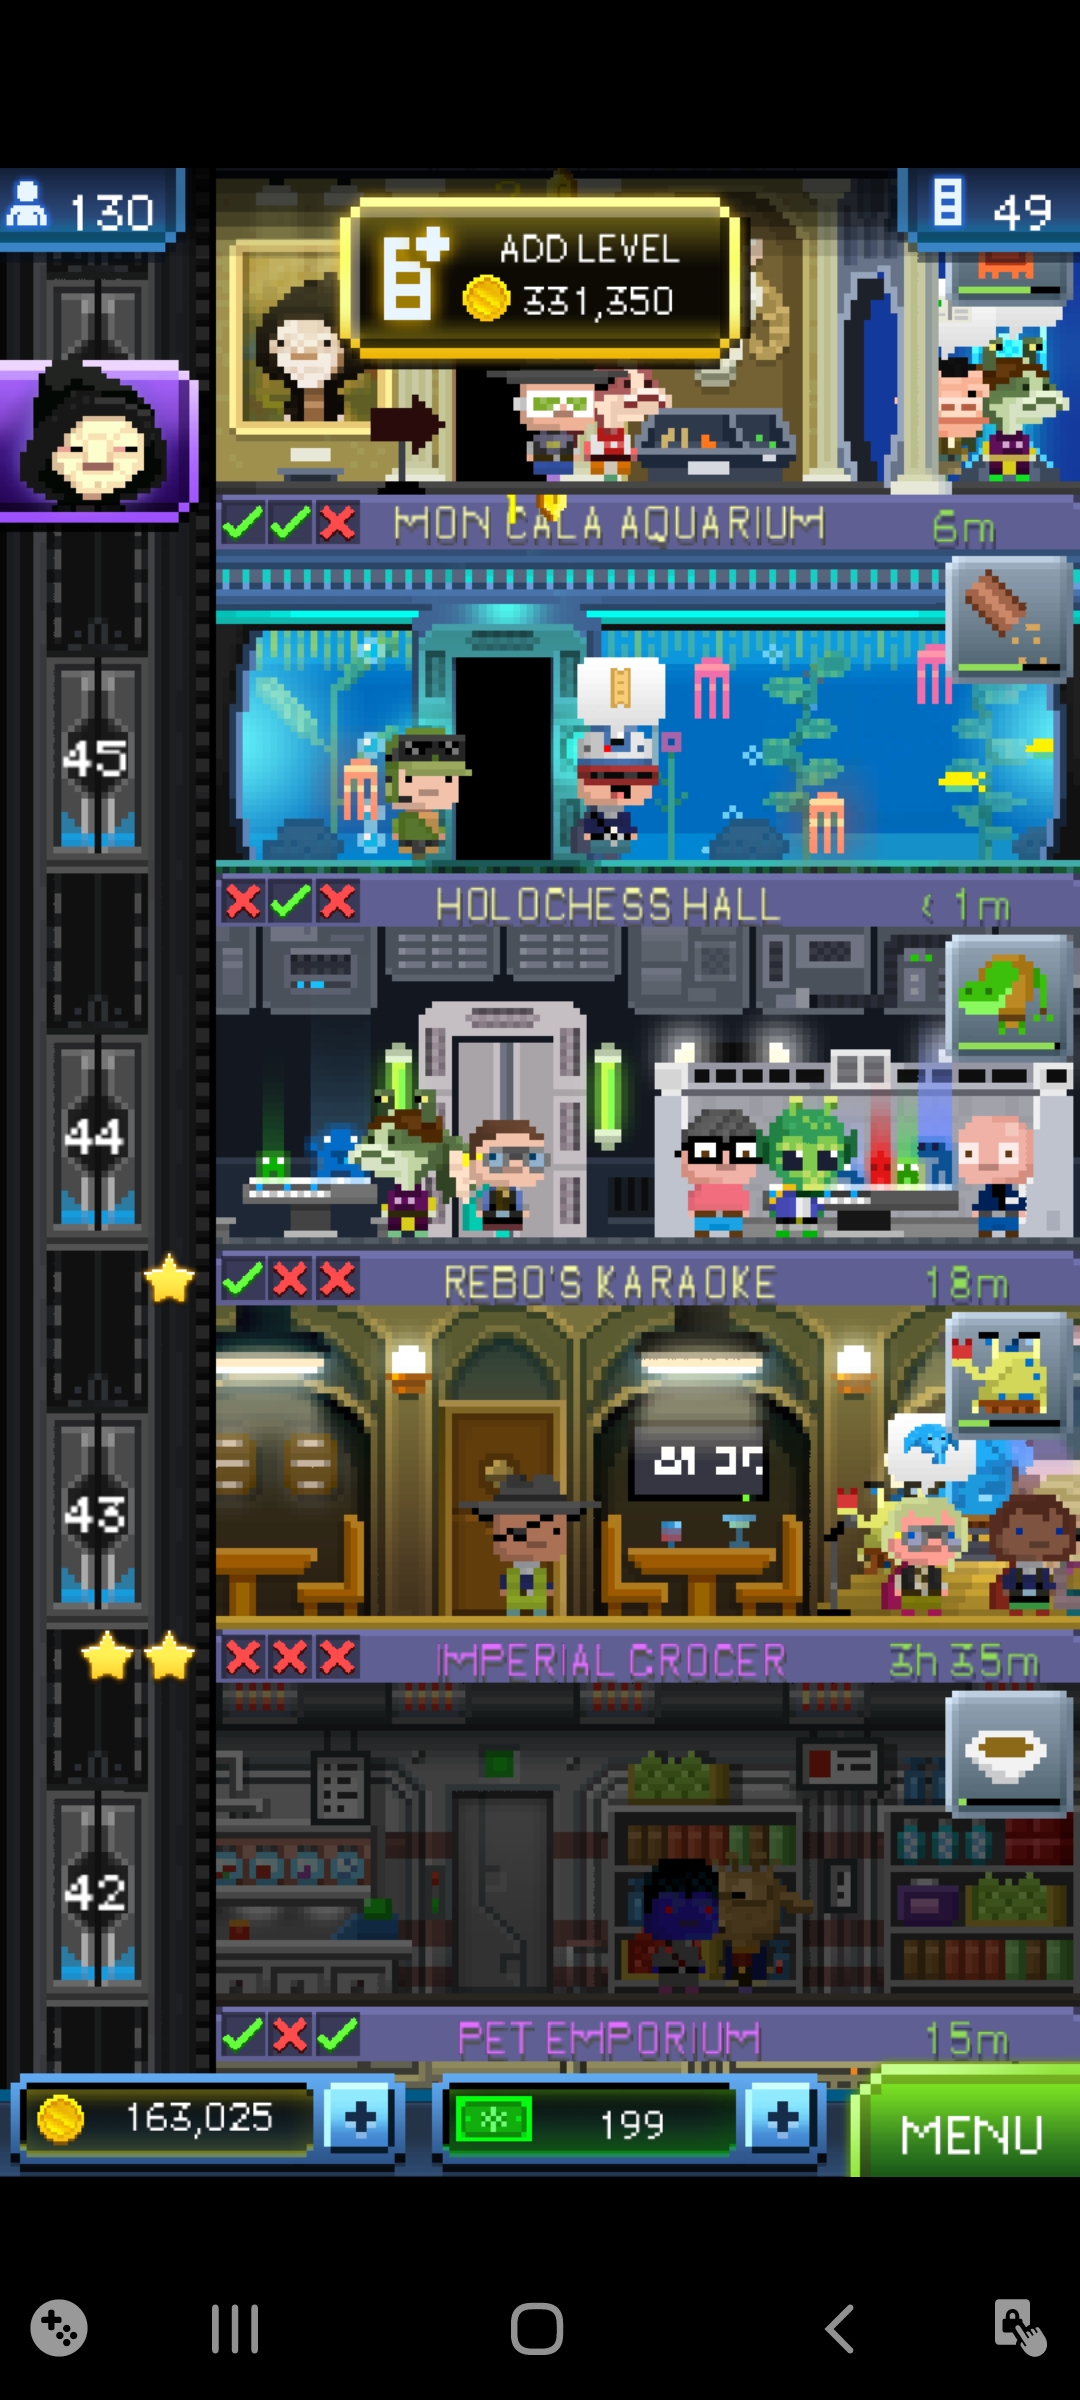 130
ADD LEVEL
331,350
49
MON CALA AQUARIUM 6m
45
HOLOCHESS HALL < 1m
44
REBO'S KARAOKE 18m
43
IMPERIAL GROCER 3h 35m
42
PET EMPORIUM 15m
163,025 + 199 + MENU